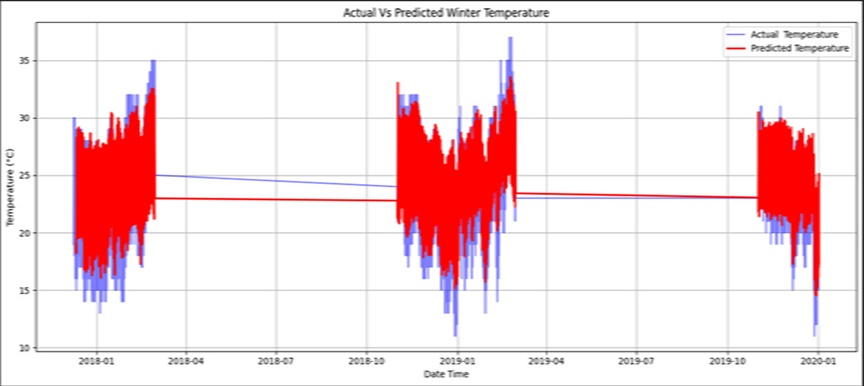 Actual Vs Predicted Winter Temperature
Actual Temperature
Predicted Temperature
Temperature (°C)
35
30
25
20
15
10
2018-01 2018-04 2018-07 2018-10 2019-01 2019-04 2019-07 2019-10 2020-01
Date Time